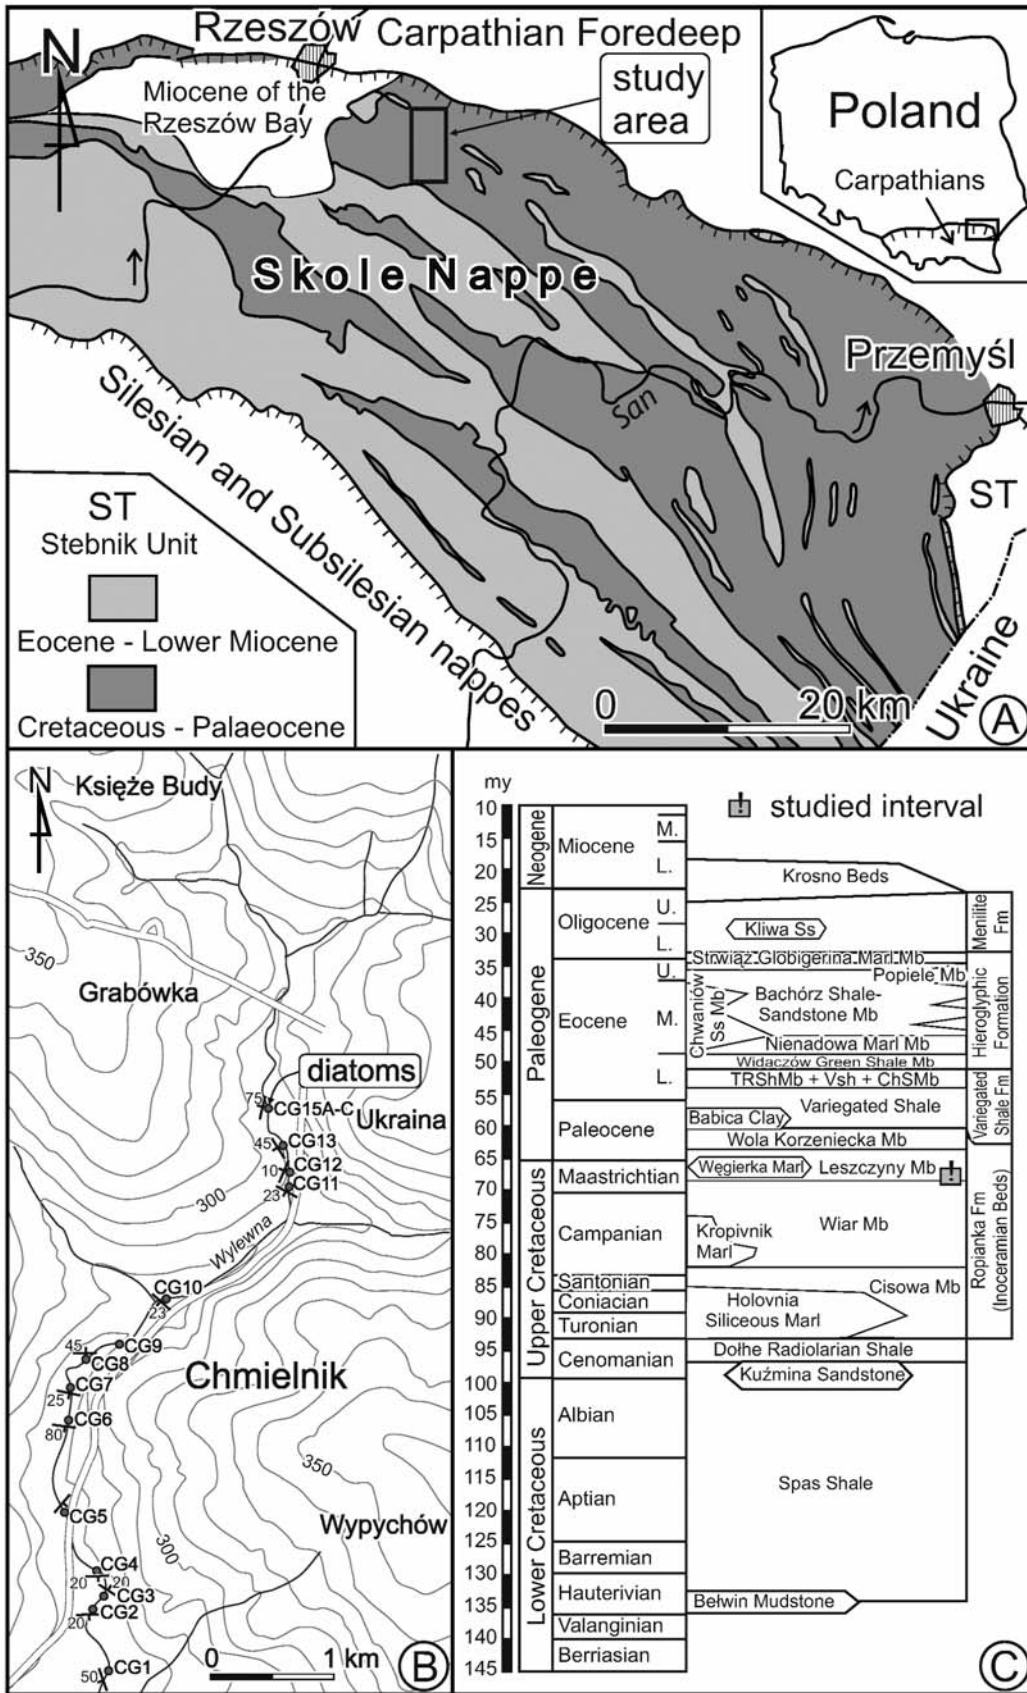 Rzeszów
Carpathian Foredeep
N
Miocene of the
Rzeszów Bay
study
area
Poland
Carpathians
Skole Nappe
Przemyśl
San
Silesian and Subsilesian nappes
ST
ST
Stebnik Unit
Eocene - Lower Miocene
Cretaceous - Palaeocene
0
20 km
Ukraine
A
N
Księże Budy
350
Grabówka
diatoms
75
CG15A-C
Ukraina
45
CG13
10
CG12
23
CG11
300
Wylewna
CG10
23
CG9
45
CG8
Chmielnik
CG7
25
CG6
80
350
CG5
Wypychów
300
CG4
20
20
CG3
CG2
20
CG1
50
0
1 km
B
my
! studied interval
10
15
20
25
30
35
40
45
50
55
60
65
70
75
80
85
90
95
100
105
110
115
120
125
130
135
140
145
Neogene
Paleogene
Upper Cretaceous
Lower Cretaceous
Miocene
M.
L.
Oligocene
U.
L.
Eocene
U.
M.
L.
Paleocene
Maastrichtian
Campanian
Santonian
Coniacian
Turonian
Cenomanian
Albian
Aptian
Barremian
Hauterivian
Valanginian
Berriasian
Krosno Beds
Kliwa Ss
Strwiąż Globigerina Marl Mb
Popiele Mb
Chwaniów
Ss Mb
Bachórz Shale-
Sandstone Mb
Nienadowa Marl Mb
Widaczów Green Shale Mb
TRShMb + Vsh + ChSMb
Variegated Shale
Babica Clay
Wola Korzeniecka Mb
Węgierka Marl
Leszczyny Mb
!
Wiar Mb
Kropivnik
Marl
Cisowa Mb
Holovnia
Siliceous Marl
Dołhe Radiolarian Shale
Kuźmina Sandstone
Spas Shale
Bełwin Mudstone
Menilite
Fm
Hieroglyphic
Formation
Variegated
Shale Fm
Ropianka Fm
(Inoceramian Beds)
C